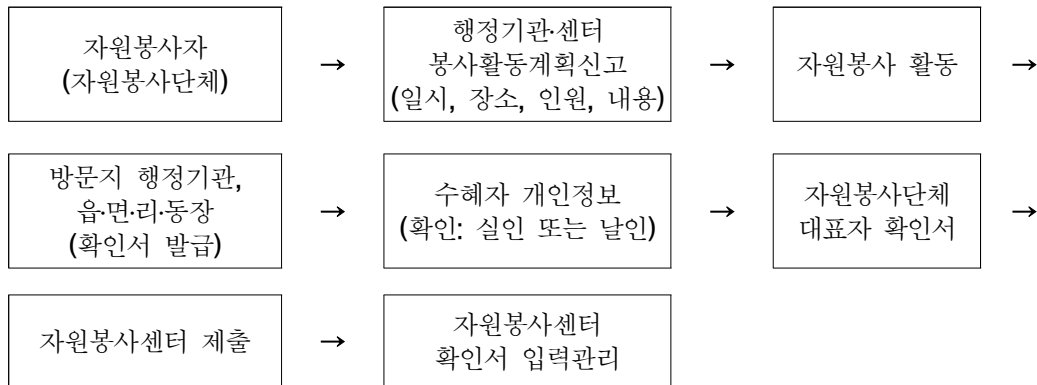 자원봉사자
(자원봉사단체)
→
행정기관·센터
봉사활동계획신고
(일시, 장소, 인원, 내용)
→
자원봉사 활동
→
방문지 행정기관,
읍·면·리·동장
(확인서 발급)
→
수혜자 개인정보
(확인: 실인 또는 날인)
→
자원봉사단체
대표자 확인서
→
자원봉사센터 제출
→
자원봉사센터
확인서 입력관리